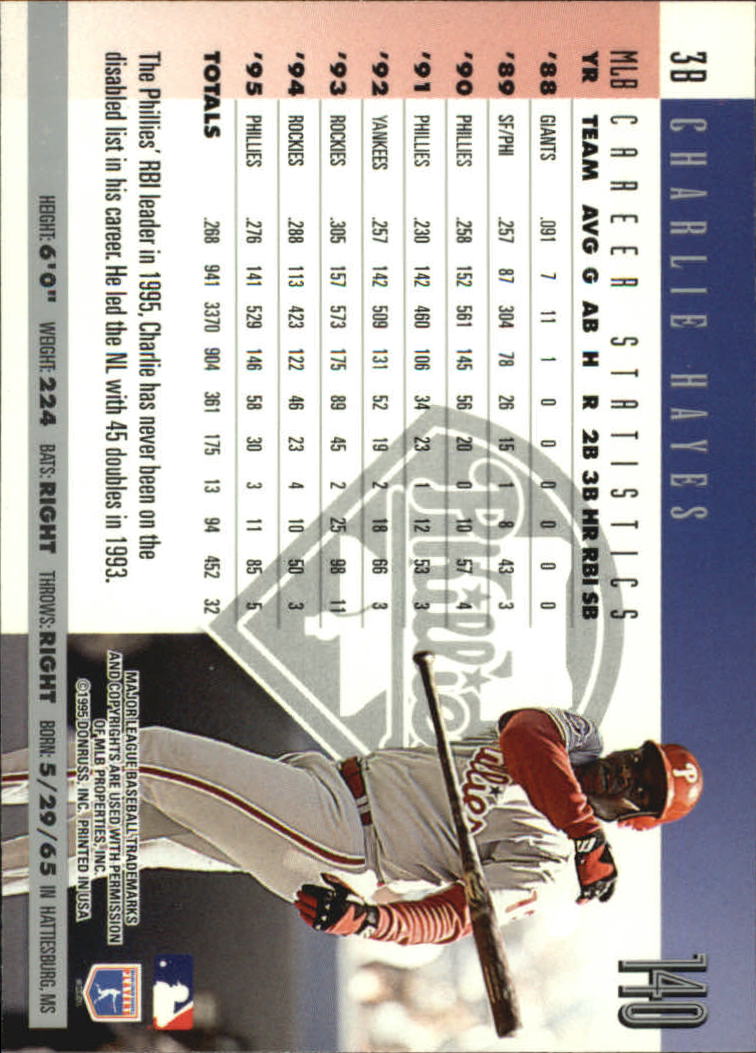 3B CHARLIE HAYES
140
MLB CAREER STATISTICS
YR TEAM AVG G AB H R 2B 3B HR RBI SB
'88 GIANTS .091 7 11 1 0 0 0 0 0 0
'89 SF/PHI .257 87 304 78 26 15 1 8 43 3
'90 PHILLIES .258 152 561 145 56 20 0 10 57 4
'91 PHILLIES .230 142 460 106 34 23 1 12 53 3
'92 YANKEES .257 142 509 131 52 19 2 18 66 3
'93 ROCKIES .305 157 573 175 89 45 2 25 98 11
'94 ROCKIES .288 113 423 122 46 23 4 10 50 3
'95 PHILLIES .276 141 529 146 58 30 3 11 85 5
TOTALS .268 941 3370 904 361 175 13 94 452 32
Phillies
P
The Phillies' RBI leader in 1995, Charlie has never been on the
disabled list in his career. He led the NL with 45 doubles in 1993.
MAJOR LEAGUE BASEBALL TRADEMARKS
AND COPYRIGHTS ARE USED WITH PERMISSION
OF MLB PROPERTIES, INC.
©1995 DONRUSS, INC. PRINTED IN USA
PLAYERS
HEIGHT: 6'0" WEIGHT: 224 BATS: RIGHT THROWS: RIGHT BORN: 5/29/65 IN HATTIESBURG, MS